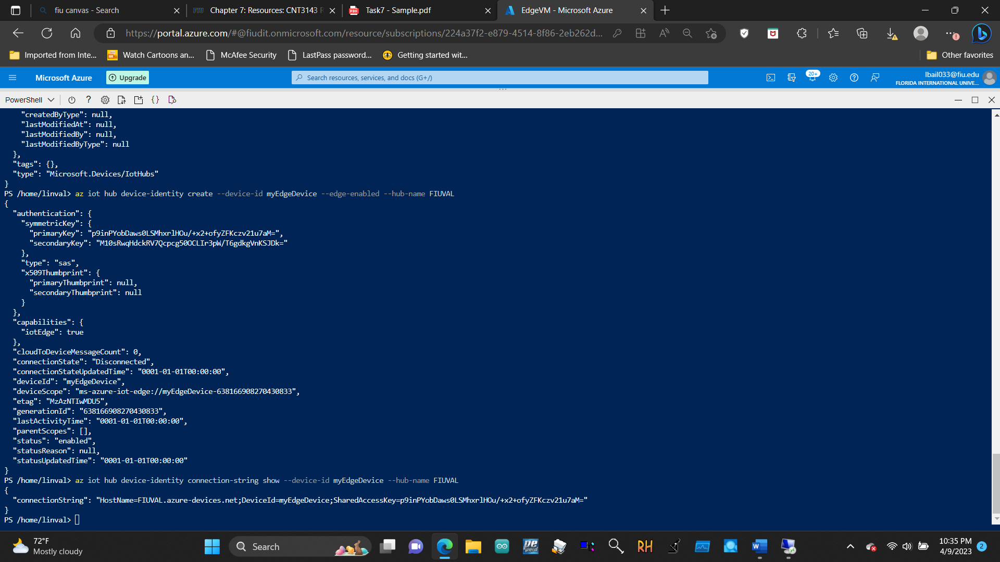 fiu canvas - Search
FIU Chapter 7: Resources: CNT3143 R
PDF Task7 - Sample.pdf
EdgeVM - Microsoft Azure
https://portal.azure.com/#@fiudit.onmicrosoft.com/resource/subscriptions/224a37f2-e879-4514-8f86-2eb262d...
Imported from Inte...
Watch Cartoons an...
McAfee Security
LastPass password...
Getting started wit...
Other favorites
Microsoft Azure
Upgrade
Search resources, services, and docs (G+/)
20+
lbail033@fiu.edu
FLORIDA INTERNATIONAL UNIVE...
PowerShell
"createdByType": null,
"lastModifiedAt": null,
"lastModifiedBy": null,
"lastModifiedByType": null
},
"tags": {},
"type": "Microsoft.Devices/IotHubs"
}
PS /home/linval> az iot hub device-identity create --device-id myEdgeDevice --edge-enabled --hub-name FIUVAL
{
"authentication": {
"symmetricKey": {
"primaryKey": "p9inPYobDaws0LSMhxrlHOu/+x2+ofyZFKczv21u7aM=",
"secondaryKey": "M10sRwqHdckRV7Qcpcg50OCLIr3pW/T6gdkgVnKSJDk="
},
"type": "sas",
"x509Thumbprint": {
"primaryThumbprint": null,
"secondaryThumbprint": null
}
},
"capabilities": {
"iotEdge": true
},
"cloudToDeviceMessageCount": 0,
"connectionState": "Disconnected",
"connectionStateUpdatedTime": "0001-01-01T00:00:00",
"deviceId": "myEdgeDevice",
"deviceScope": "ms-azure-iot-edge://myEdgeDevice-638166908270430833",
"etag": "MzAzNTIwMDU5",
"generationId": "638166908270430833",
"lastActivityTime": "0001-01-01T00:00:00",
"parentScopes": [],
"status": "enabled",
"statusReason": null,
"statusUpdatedTime": "0001-01-01T00:00:00"
}
PS /home/linval> az iot hub device-identity connection-string show --device-id myEdgeDevice --hub-name FIUVAL
{
"connectionString": "HostName=FIUVAL.azure-devices.net;DeviceId=myEdgeDevice;SharedAccessKey=p9inPYobDaws0LSMhxrlHOu/+x2+ofyZFKczv21u7aM="
}
PS /home/linval>
72°F
Mostly cloudy
Search
RH
10:35 PM
4/9/2023
2